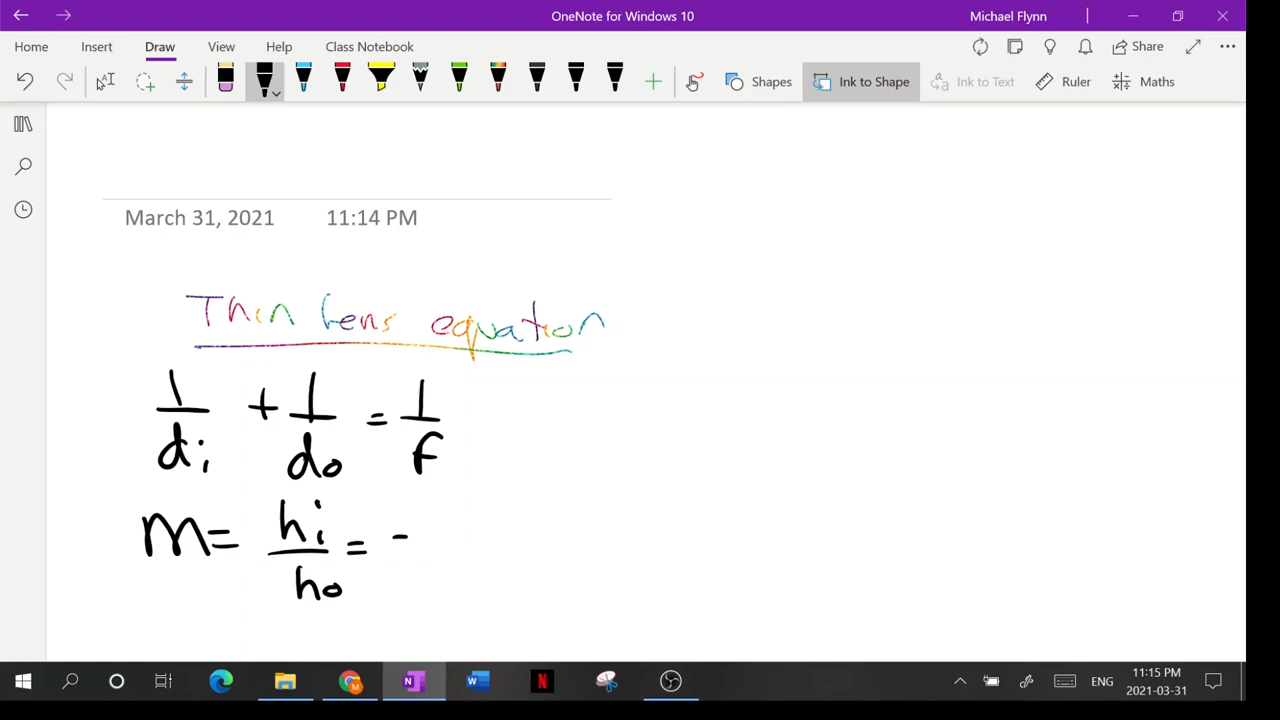 OneNote for Windows 10
Michael Flynn
Home Insert Draw View Help Class Notebook Share
Shapes Ink to Shape Ink to Text Ruler Maths
March 31, 2021 11:14 PM
Thin Lens equation
1/di + 1/do = 1/f
m = hi/ho = -
ENG
11:15 PM
2021-03-31